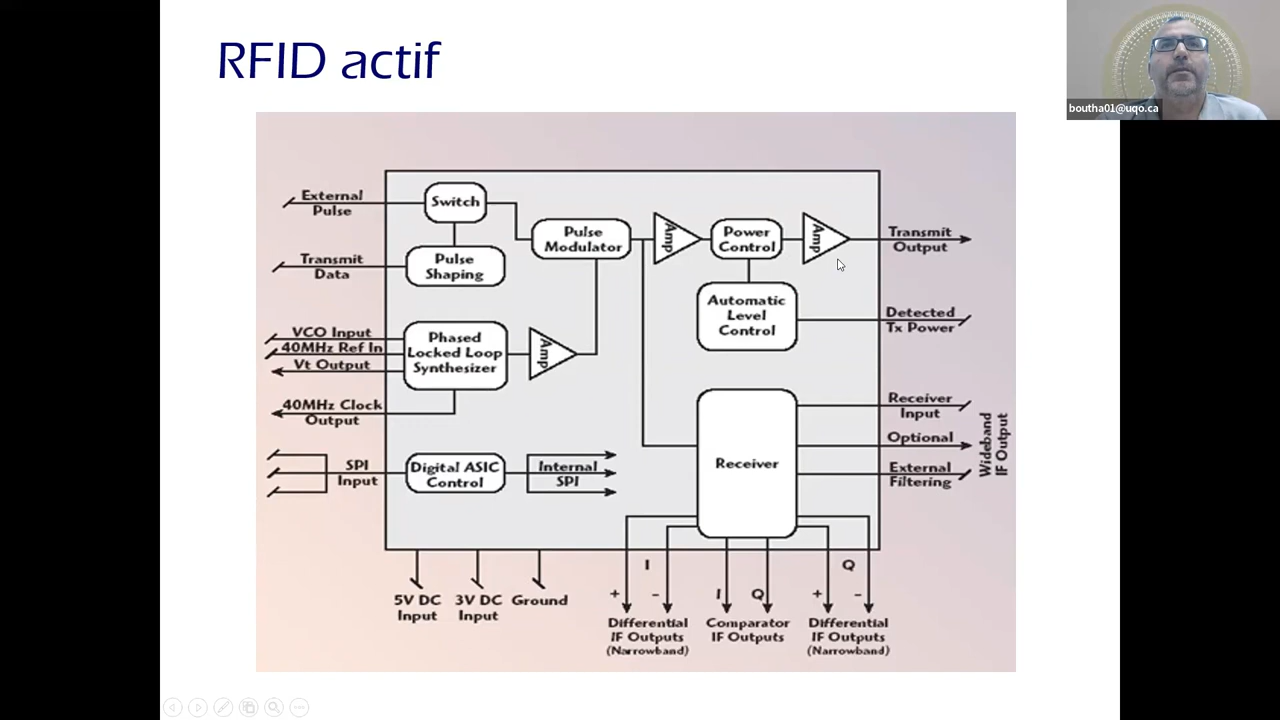 RFID actif
boutha01@uqo.ca
External
Pulse
Switch
Pulse
Modulator
Amp
Power
Control
Amp
Transmit
Output
Transmit
Data
Pulse
Shaping
Automatic
Level
Control
Detected
Tx Power
VCO Input
40MHz Ref In
Vt Output
Phased
Locked Loop
Synthesizer
Amp
40MHz Clock
Output
Receiver
Input
Optional
External
Filtering
Wideband
IF Output
SPI
Input
Digital ASIC
Control
Internal
SPI
Receiver
I
Q
5V DC
Input
3V DC
Input
Ground
+
–
I
Q
+
–
Differential
IF Outputs
(Narrowband)
Comparator
IF Outputs
Differential
IF Outputs
(Narrowband)